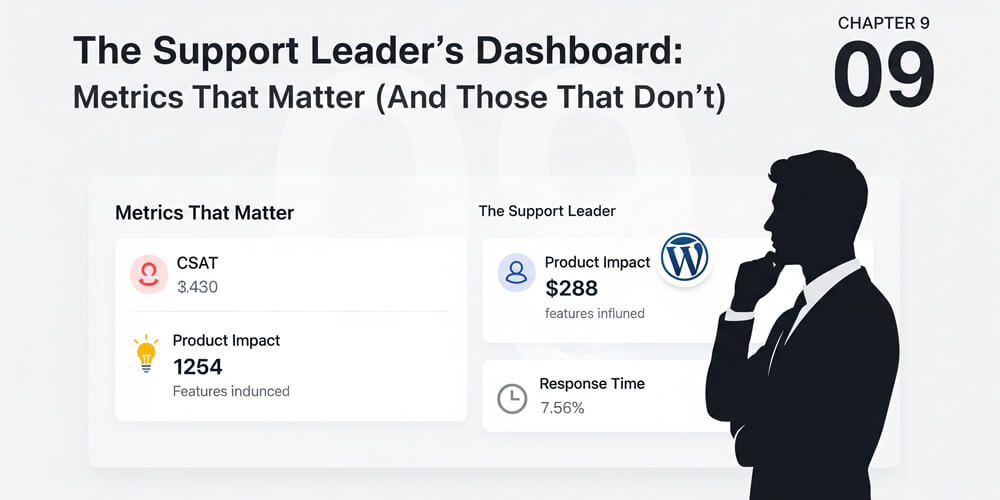 CHAPTER 9
09
The Support Leader's Dashboard:
Metrics That Matter (And Those That Don't)
Metrics That Matter
CSAT
3.430
Product Impact
1254
Features indunced
The Support Leader
Product Impact
$288
features influned
Response Time
7.56%